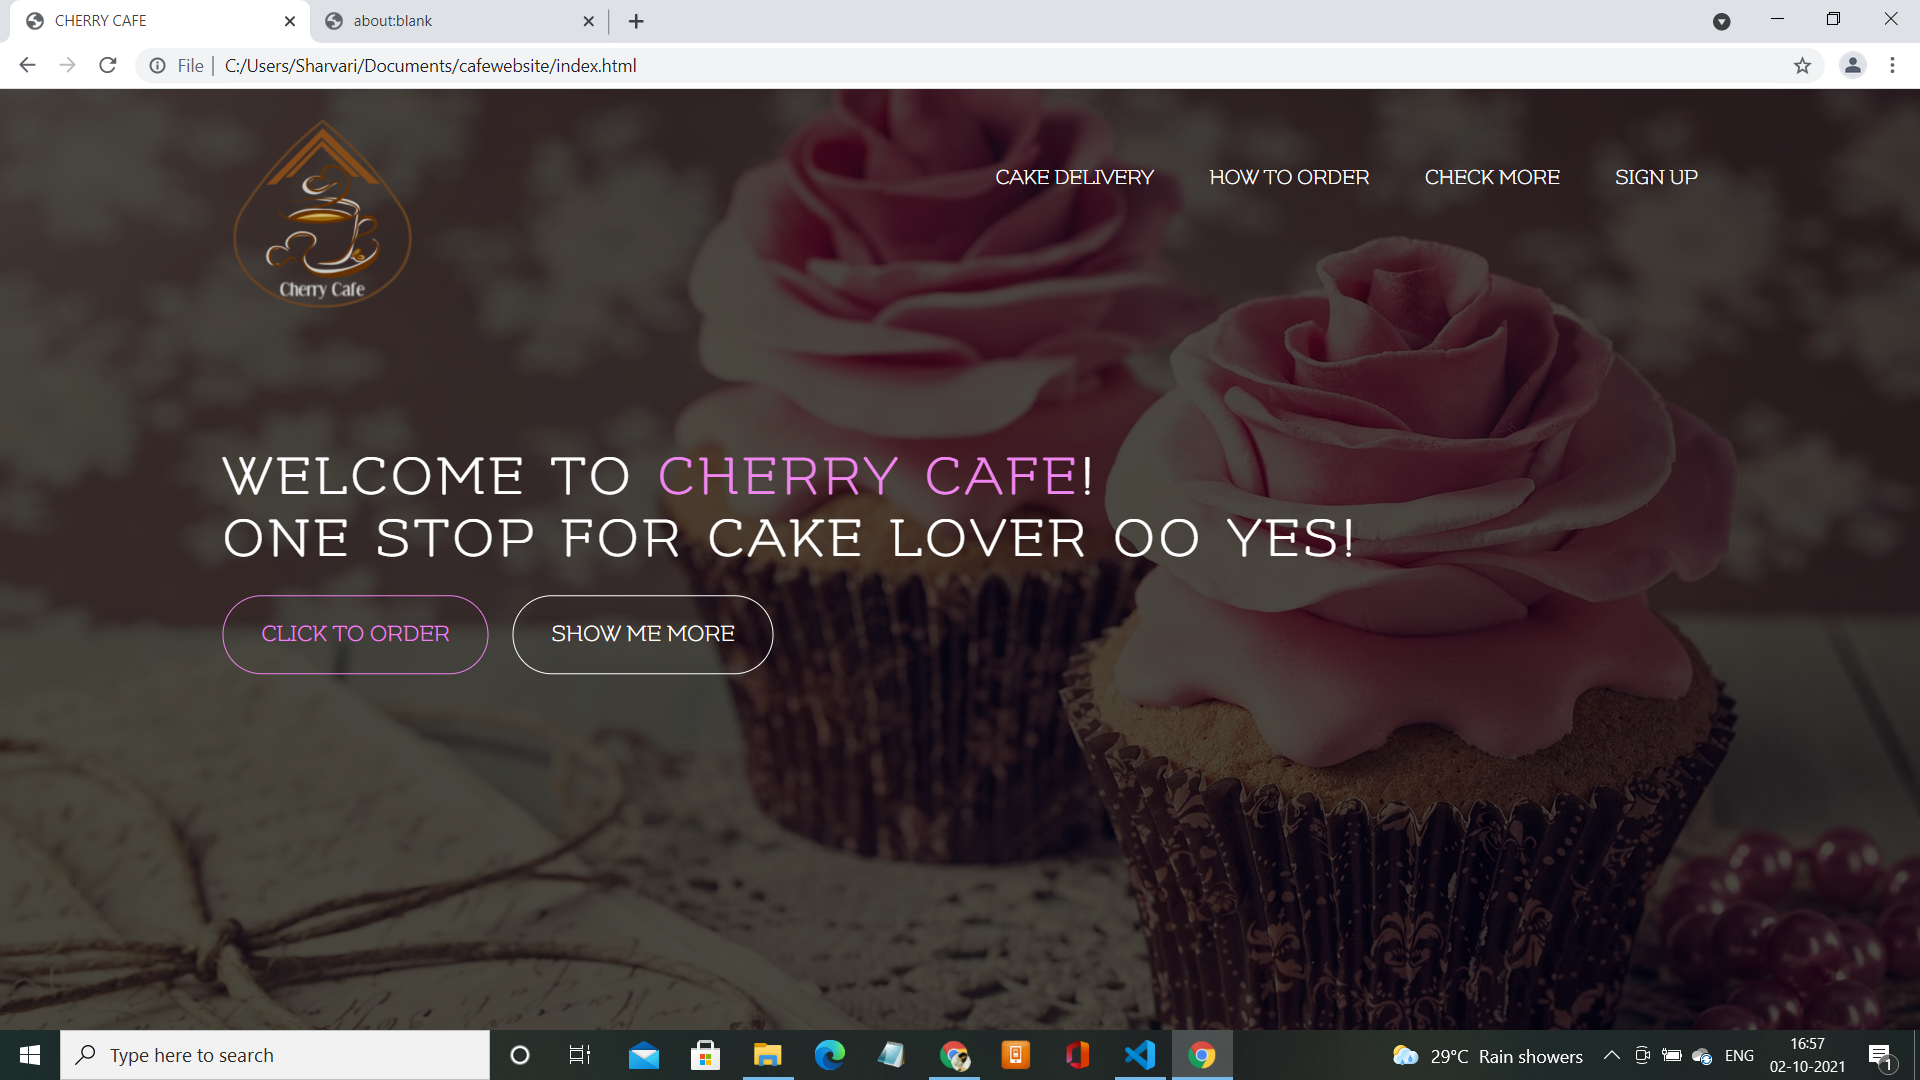 CHERRY CAFE
about:blank
File
C:/Users/Sharvari/Documents/cafewebsite/index.html
Cherry Cafe
CAKE DELIVERY
HOW TO ORDER
CHECK MORE
SIGN UP
WELCOME TO CHERRY CAFE!
ONE STOP FOR CAKE LOVER OO YES!
CLICK TO ORDER
SHOW ME MORE
Type here to search
29°C Rain showers
ENG
16:57
02-10-2021
1